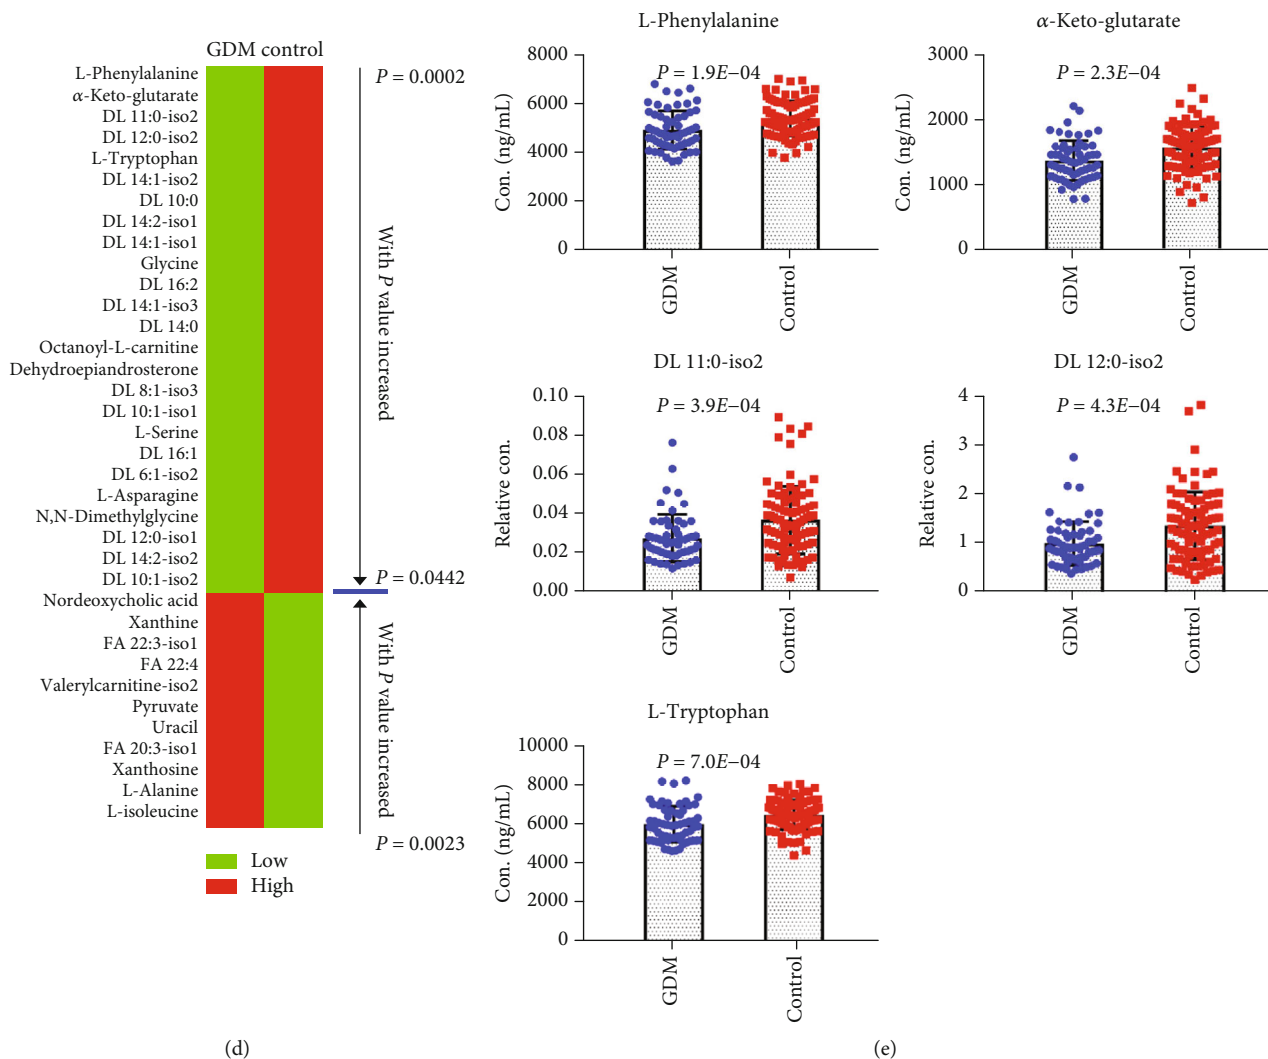 GDM control
L-Phenylalanine
α-Keto-glutarate
DL 11:0-iso2
DL 12:0-iso2
L-Tryptophan
DL 14:1-iso2
DL 10:0
DL 14:2-iso1
DL 14:1-iso1
Glycine
DL 16:2
DL 14:1-iso3
DL 14:0
Octanoyl-L-carnitine
Dehydroepiandrosterone
DL 8:1-iso3
DL 10:1-iso1
L-Serine
DL 16:1
DL 6:1-iso2
L-Asparagine
N,N-Dimethylglycine
DL 12:0-iso1
DL 14:2-iso2
DL 10:1-iso2
Nordeoxycholic acid
Xanthine
FA 22:3-iso1
FA 22:4
Valerylcarnitine-iso2
Pyruvate
Uracil
FA 20:3-iso1
Xanthosine
L-Alanine
L-isoleucine
P = 0.0002
With P value increased
P = 0.0442
With P value increased
P = 0.0023
Low
High
(d)
L-Phenylalanine
P = 1.9E−04
Con. (ng/mL)
8000
6000
4000
2000
0
GDM
Control
α-Keto-glutarate
P = 2.3E−04
Con. (ng/mL)
3000
2000
1000
0
GDM
Control
DL 11:0-iso2
P = 3.9E−04
Relative con.
0.10
0.08
0.06
0.04
0.02
0.00
GDM
Control
DL 12:0-iso2
P = 4.3E−04
Relative con.
4
3
2
1
0
GDM
Control
L-Tryptophan
P = 7.0E−04
Con. (ng/mL)
10000
8000
6000
4000
2000
0
GDM
Control
(e)